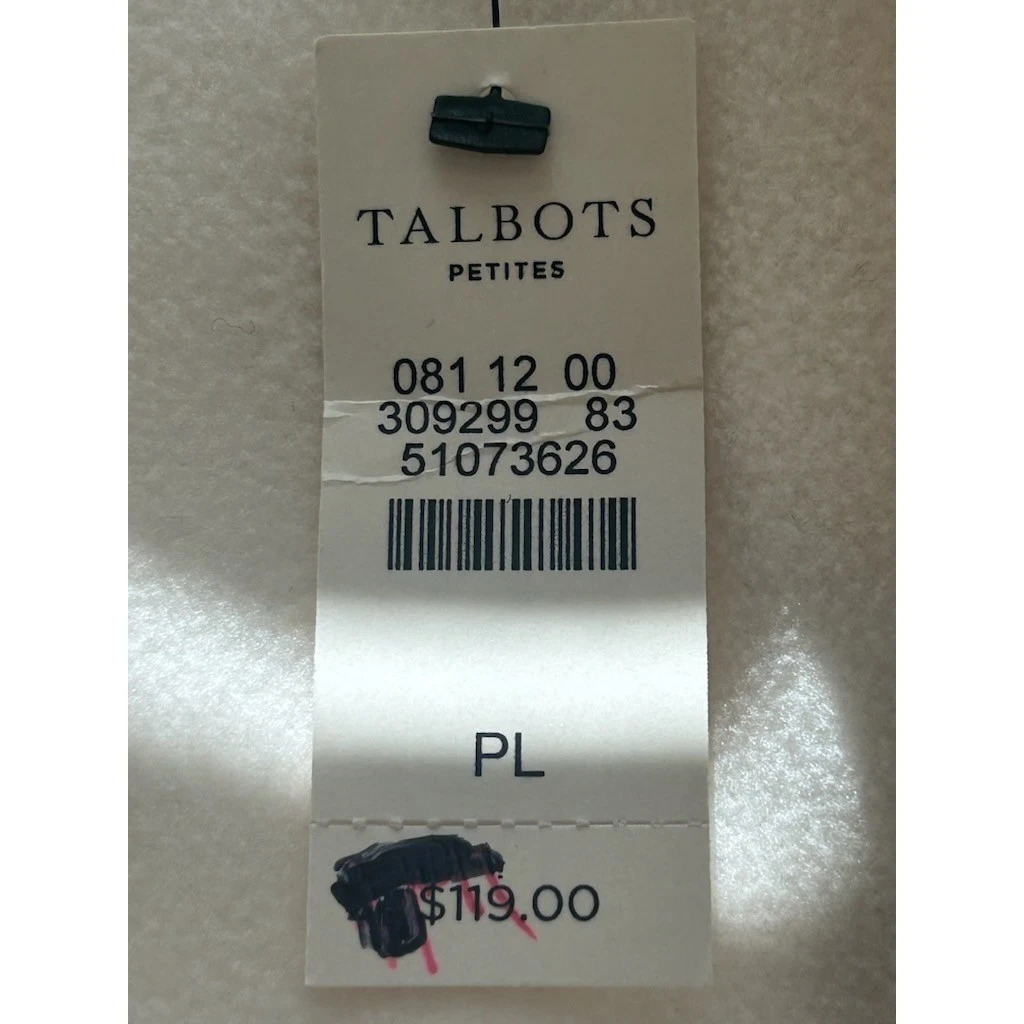 TALBOTS
PETITES
081 12 00
309299 83
51073626
PL
$119.00